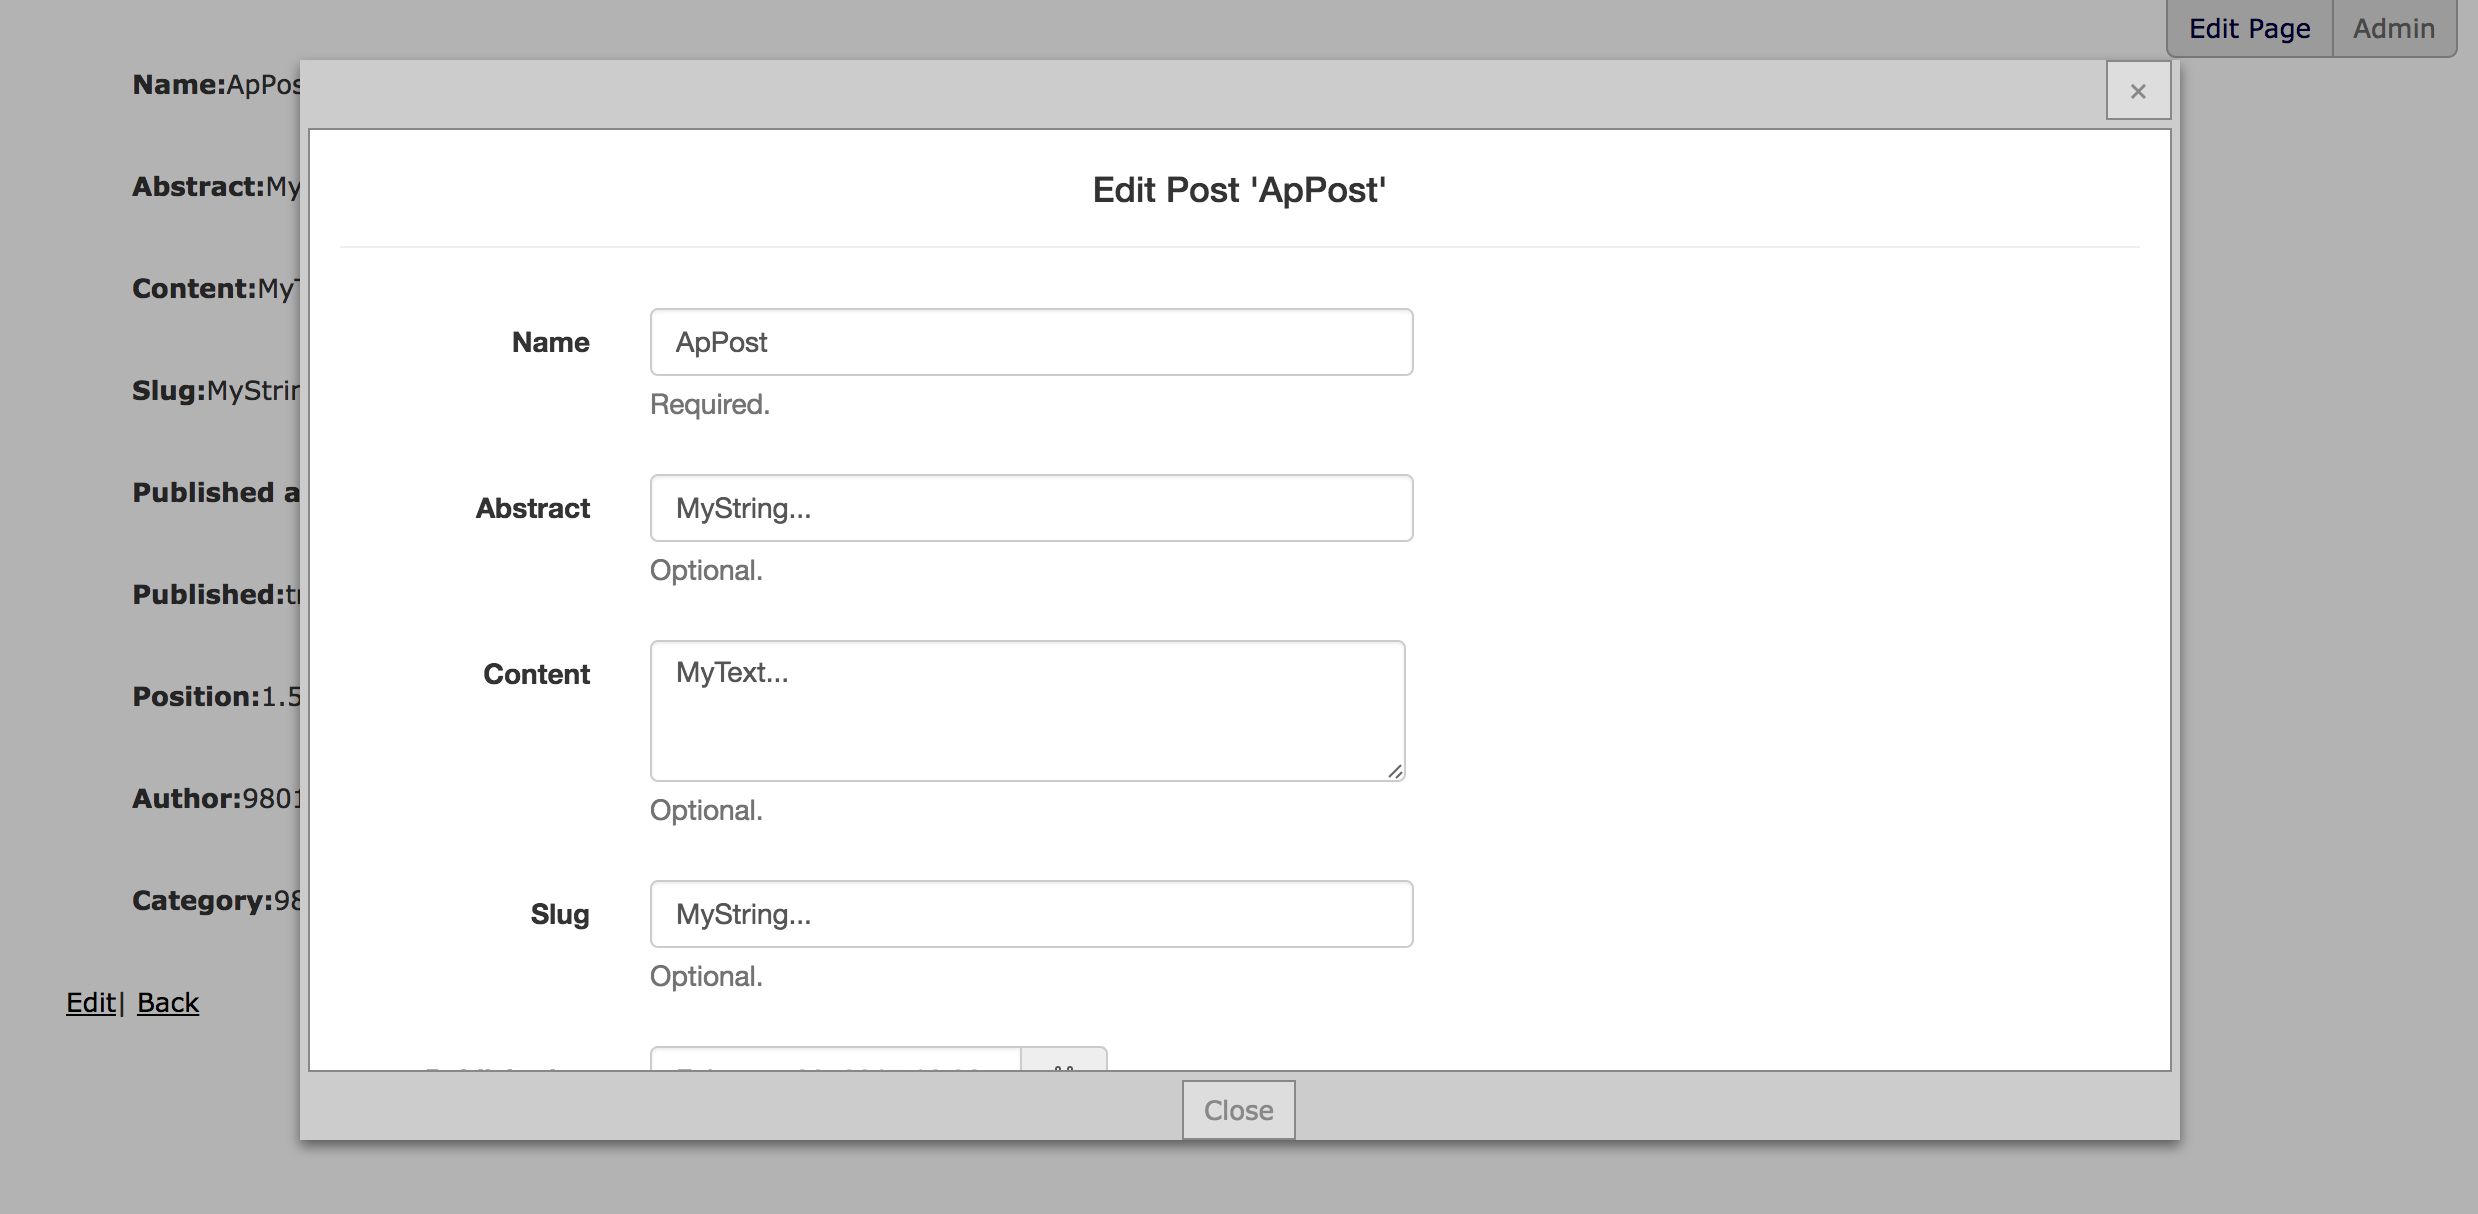 Edit Page Admin
Name:ApPos
×
Abstract:My
Edit Post 'ApPost'
Content:My
Name ApPost
Required.
Slug:MyStrin
Published a
Abstract MyString...
Optional.
Published:tr
Content MyText...
Position:1.5
Author:9801
Optional.
Category:98
Slug MyString...
Optional.
Edit| Back
Close